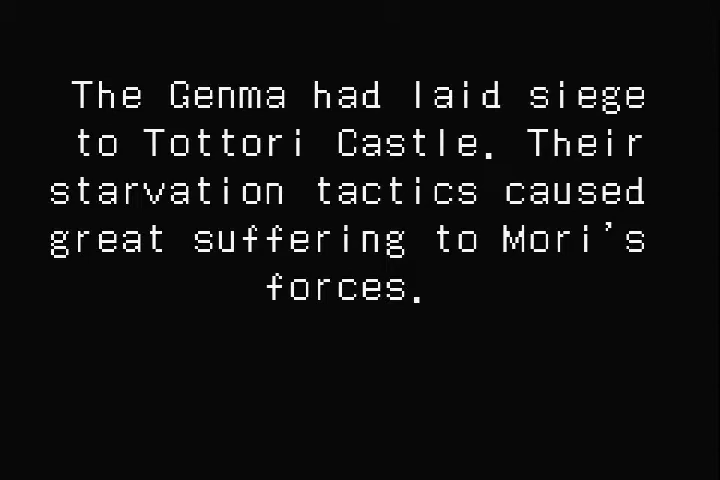 The Genma had laid siege
to Tottori Castle. Their
starvation tactics caused
great suffering to Mori's
forces.